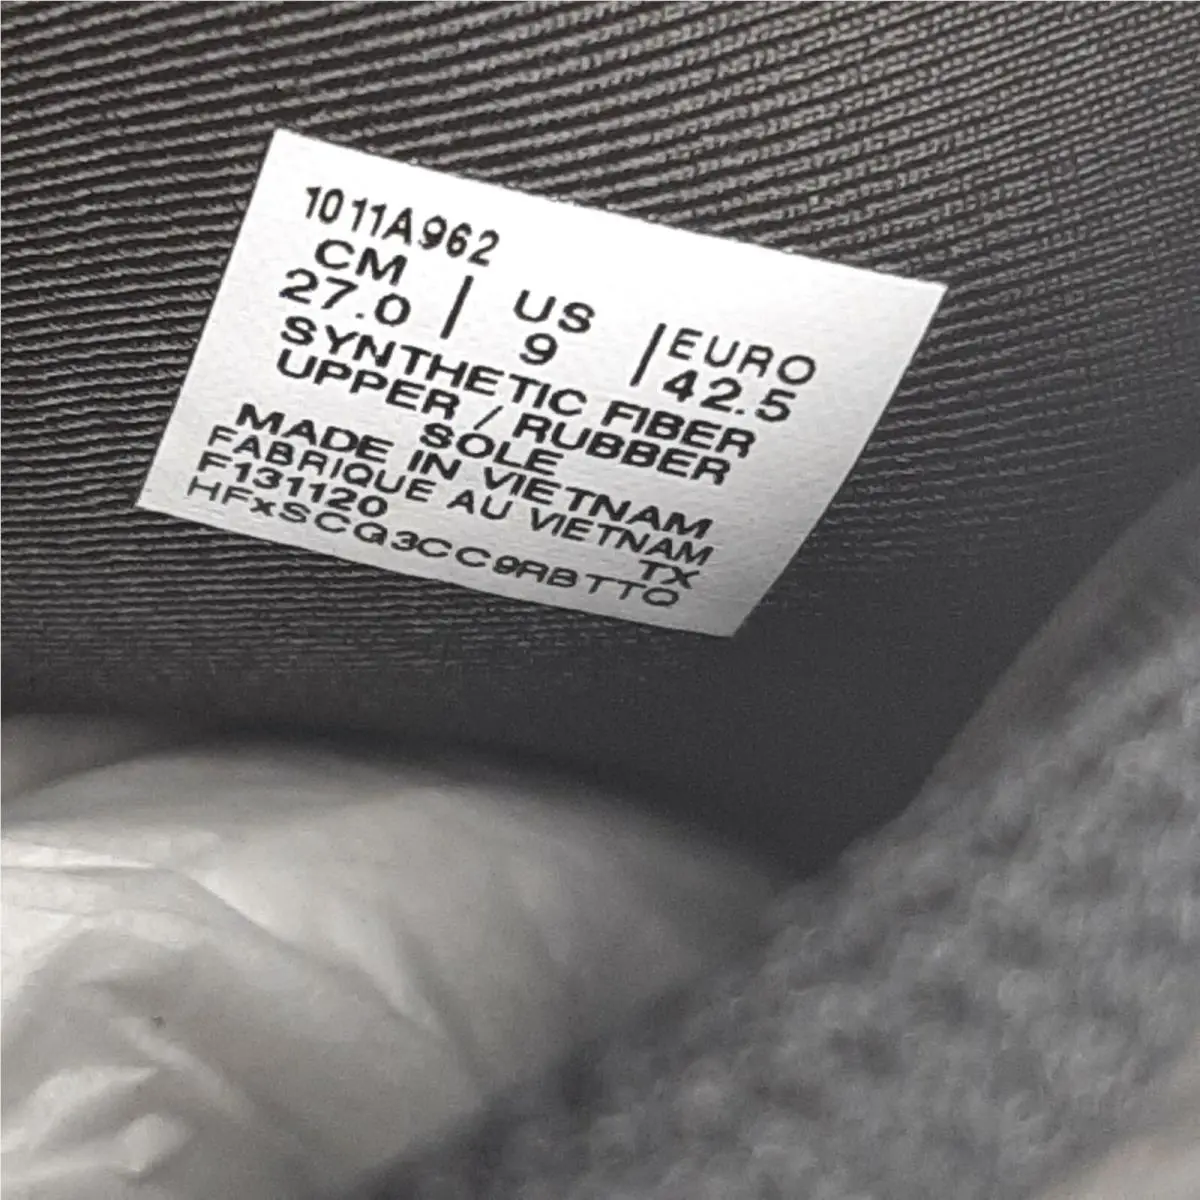 1011A962
CM | US | EURO
27.0 9 42.5
SYNTHETIC FIBER
UPPER / RUBBER
SOLE
MADE IN VIETNAM
FABRIQUE AU VIETNAM
F131120 TX
HFxSCQ3CC9RBTTQ